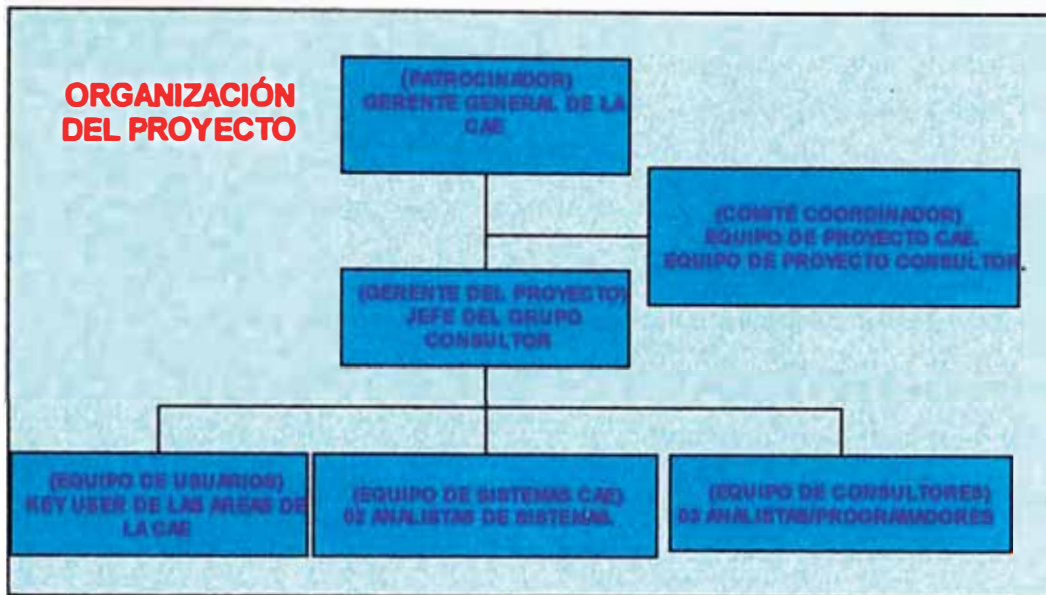 ORGANIZACIÓN
DEL PROYECTO
(PATROCINADOR)
GERENTE GENERAL DE LA
CAE
(COMITE COORDINADOR)
EQUIPO DE PROYECTO CAE.
EQUIPO DE PROYECTO CONSULTOR.
(GERENTE DEL PROYECTO)
JEFE DEL GRUPO
CONSULTOR
(EQUIPO DE USUARIOS)
KEY USER DE LAS AREAS DE
LA CAE
(EQUIPO DE SISTEMAS CAE)
02 ANALISTAS DE SISTEMAS.
(EQUIPO DE CONSULTORES)
03 ANALISTAS/PROGRAMADORES